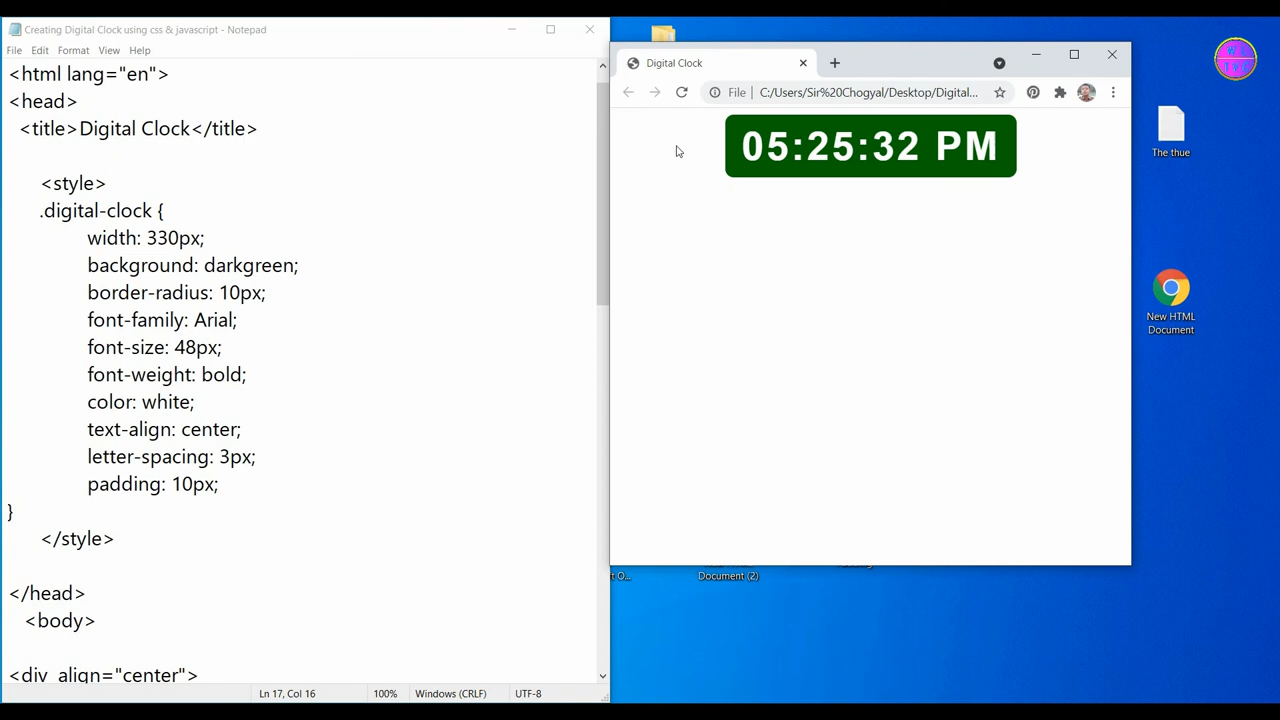 Creating Digital Clock using css & javascript - Notepad
File Edit Format View Help
<html lang="en">
<head>
<title>Digital Clock</title>
<style>
.digital-clock {
width: 330px;
background: darkgreen;
border-radius: 10px;
font-family: Arial;
font-size: 48px;
font-weight: bold;
color: white;
text-align: center;
letter-spacing: 3px;
padding: 10px;
}
</style>
</head>
<body>
<div align="center">
Ln 17, Col 16 100% Windows (CRLF) UTF-8
Digital Clock
File C:/Users/Sir%20Chogyal/Desktop/Digital...
05:25:32 PM
The thue
New HTML
Document
ft O...
Document (2)